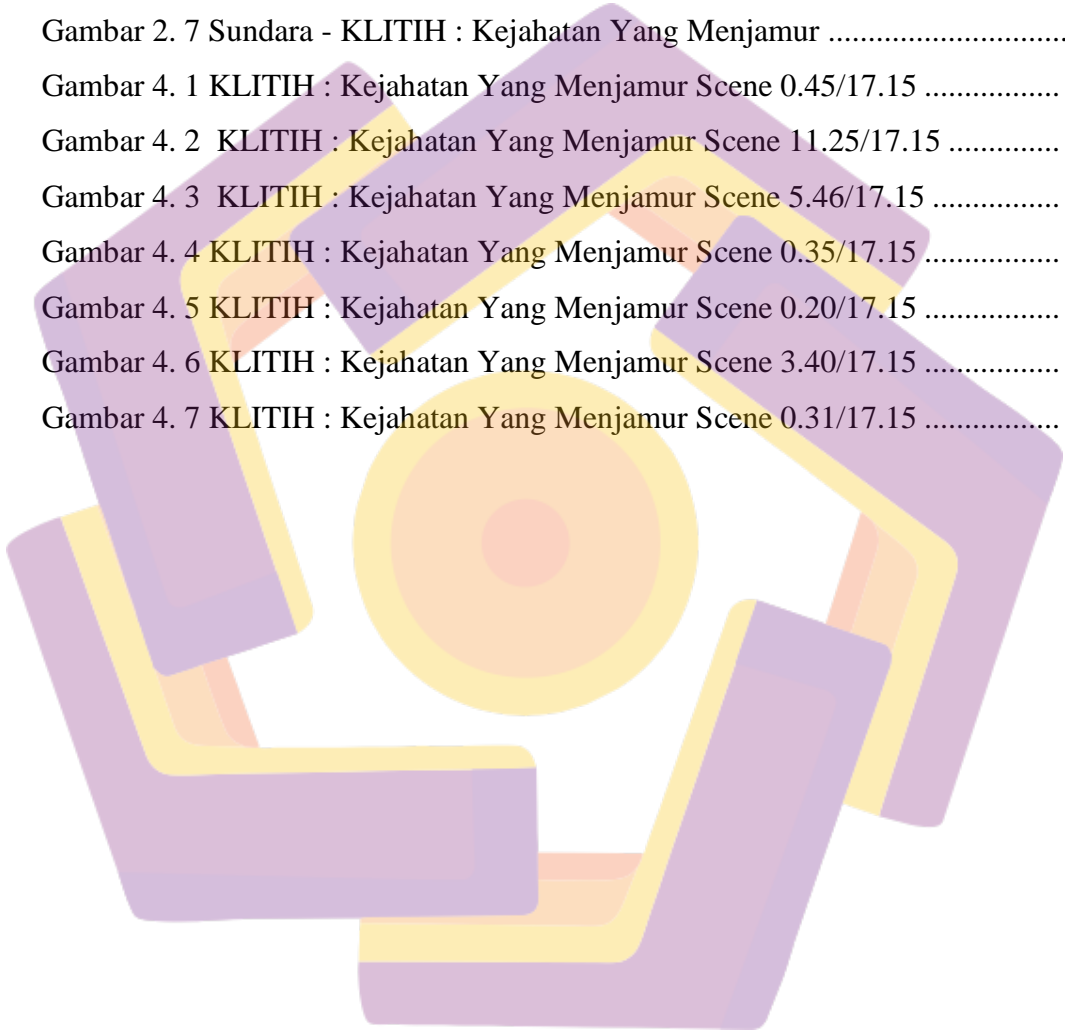 Gambar 2. 7 Sundara - KLITIH : Kejahatan Yang Menjamur ..............................
Gambar 4. 1 KLITIH : Kejahatan Yang Menjamur Scene 0.45/17.15 .................
Gambar 4. 2  KLITIH : Kejahatan Yang Menjamur Scene 11.25/17.15 ..............
Gambar 4. 3  KLITIH : Kejahatan Yang Menjamur Scene 5.46/17.15 ................
Gambar 4. 4 KLITIH : Kejahatan Yang Menjamur Scene 0.35/17.15 .................
Gambar 4. 5 KLITIH : Kejahatan Yang Menjamur Scene 0.20/17.15 .................
Gambar 4. 6 KLITIH : Kejahatan Yang Menjamur Scene 3.40/17.15 .................
Gambar 4. 7 KLITIH : Kejahatan Yang Menjamur Scene 0.31/17.15 .................